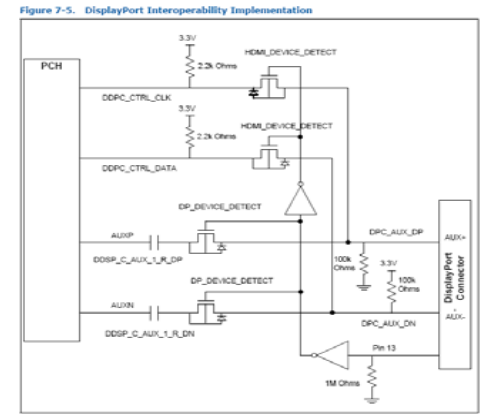 Figure 7-5. DisplayPort Interoperability Implementation
3.3V
HDMI_DEVICE_DETECT
PCH
2.2k Ohms
DDPC_CTRL_CLK
3.3V
HDMI_DEVICE_DETECT
2.2k Ohms
DDPC_CTRL_DATA
DP_DEVICE_DETECT
AUXP
DPC_AUX_DP
AUX+
DDSP_C_AUX_1_R_DP
100k
Ohms
3.3V
DP_DEVICE_DETECT
100k
Ohms
DisplayPort
Connector
AUXN
AUX-
DPC_AUX_DN
DDSP_C_AUX_1_R_DN
Pin 13
1M Ohms